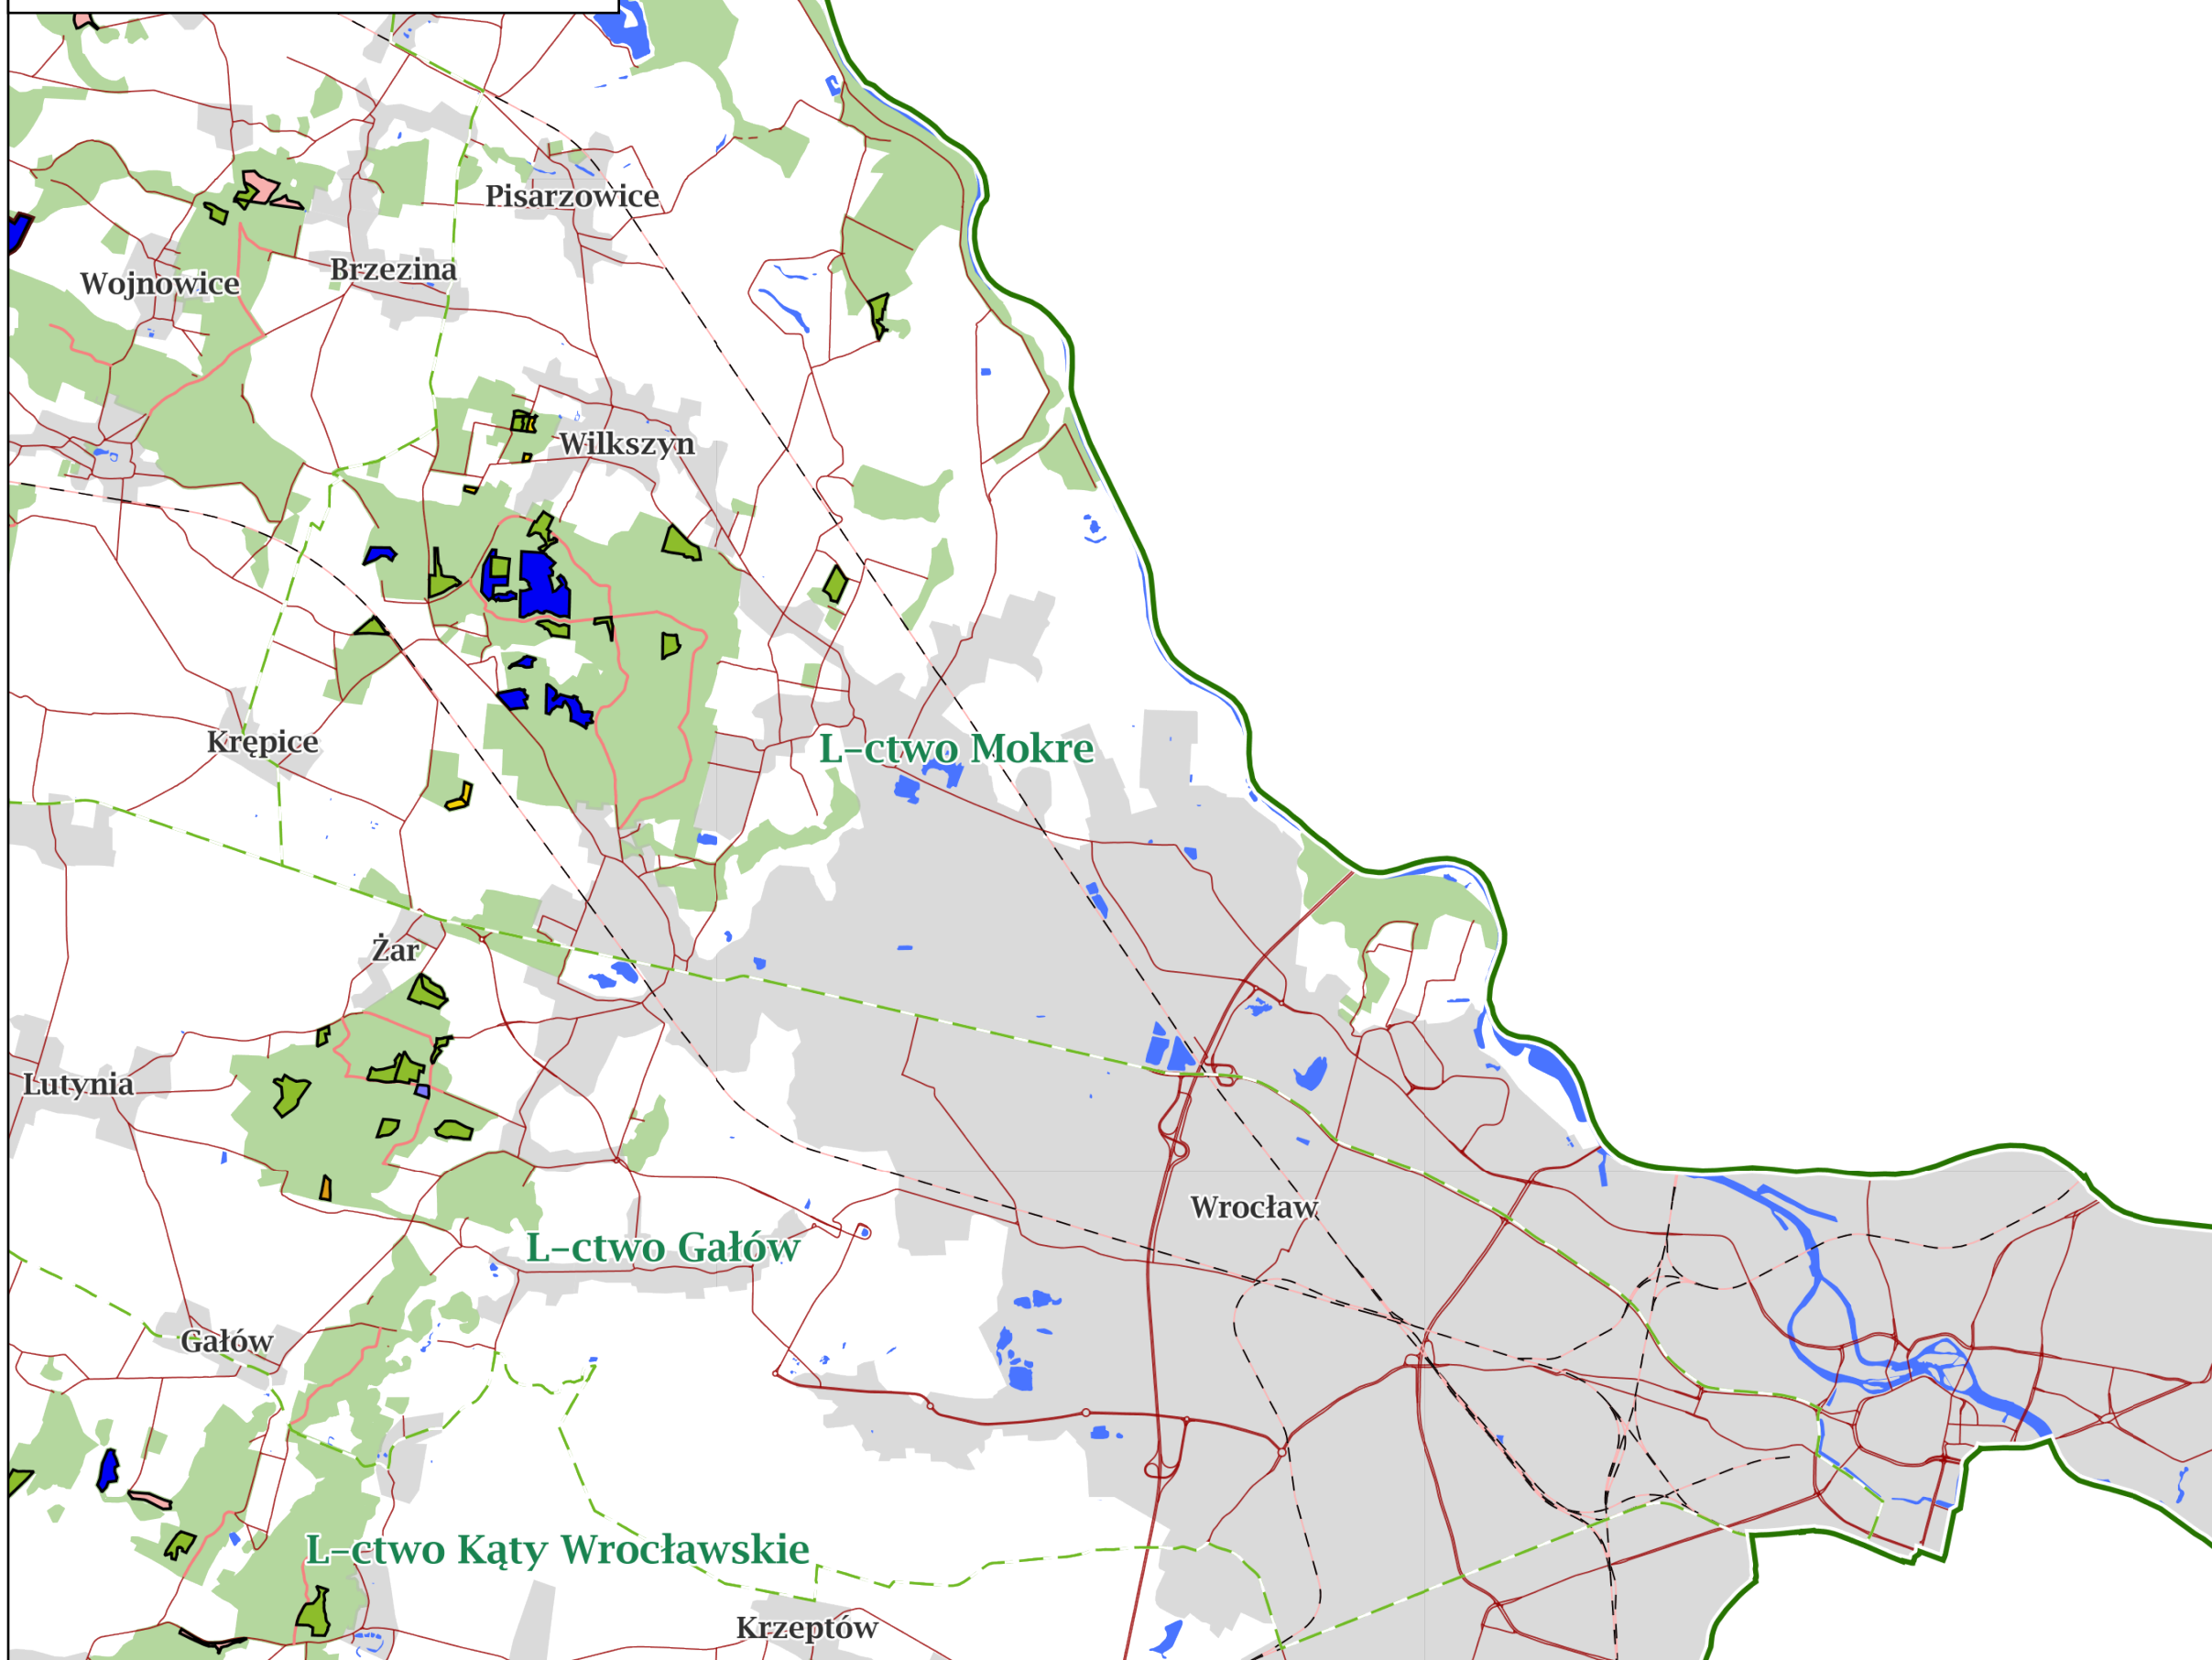 Pisarzowice
Brzezina
Wojnowice
Wilkszyn
Krępice
L-ctwo Mokre
Żar
Lutynia
Wrocław
L-ctwo Gałów
Gałów
L-ctwo Kąty Wrocławskie
Krzeptów